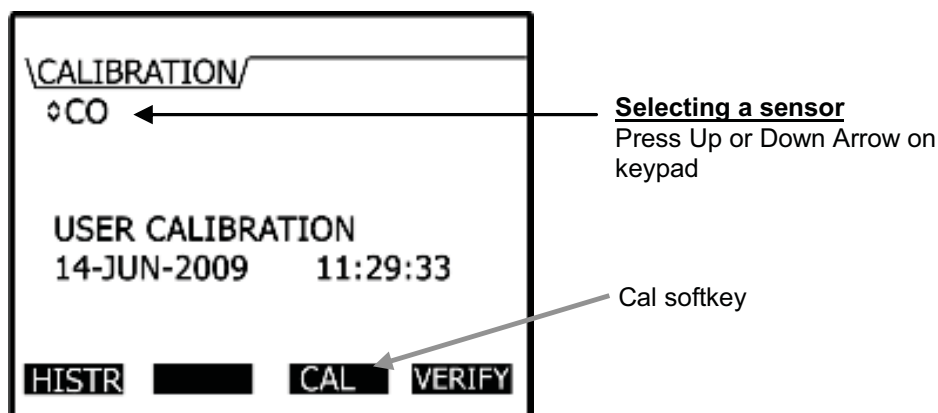 CALIBRATION
CO
USER CALIBRATION
14-JUN-2009 11:29:33
HISTR CAL VERIFY
Selecting a sensor
Press Up or Down Arrow on
keypad
Cal softkey